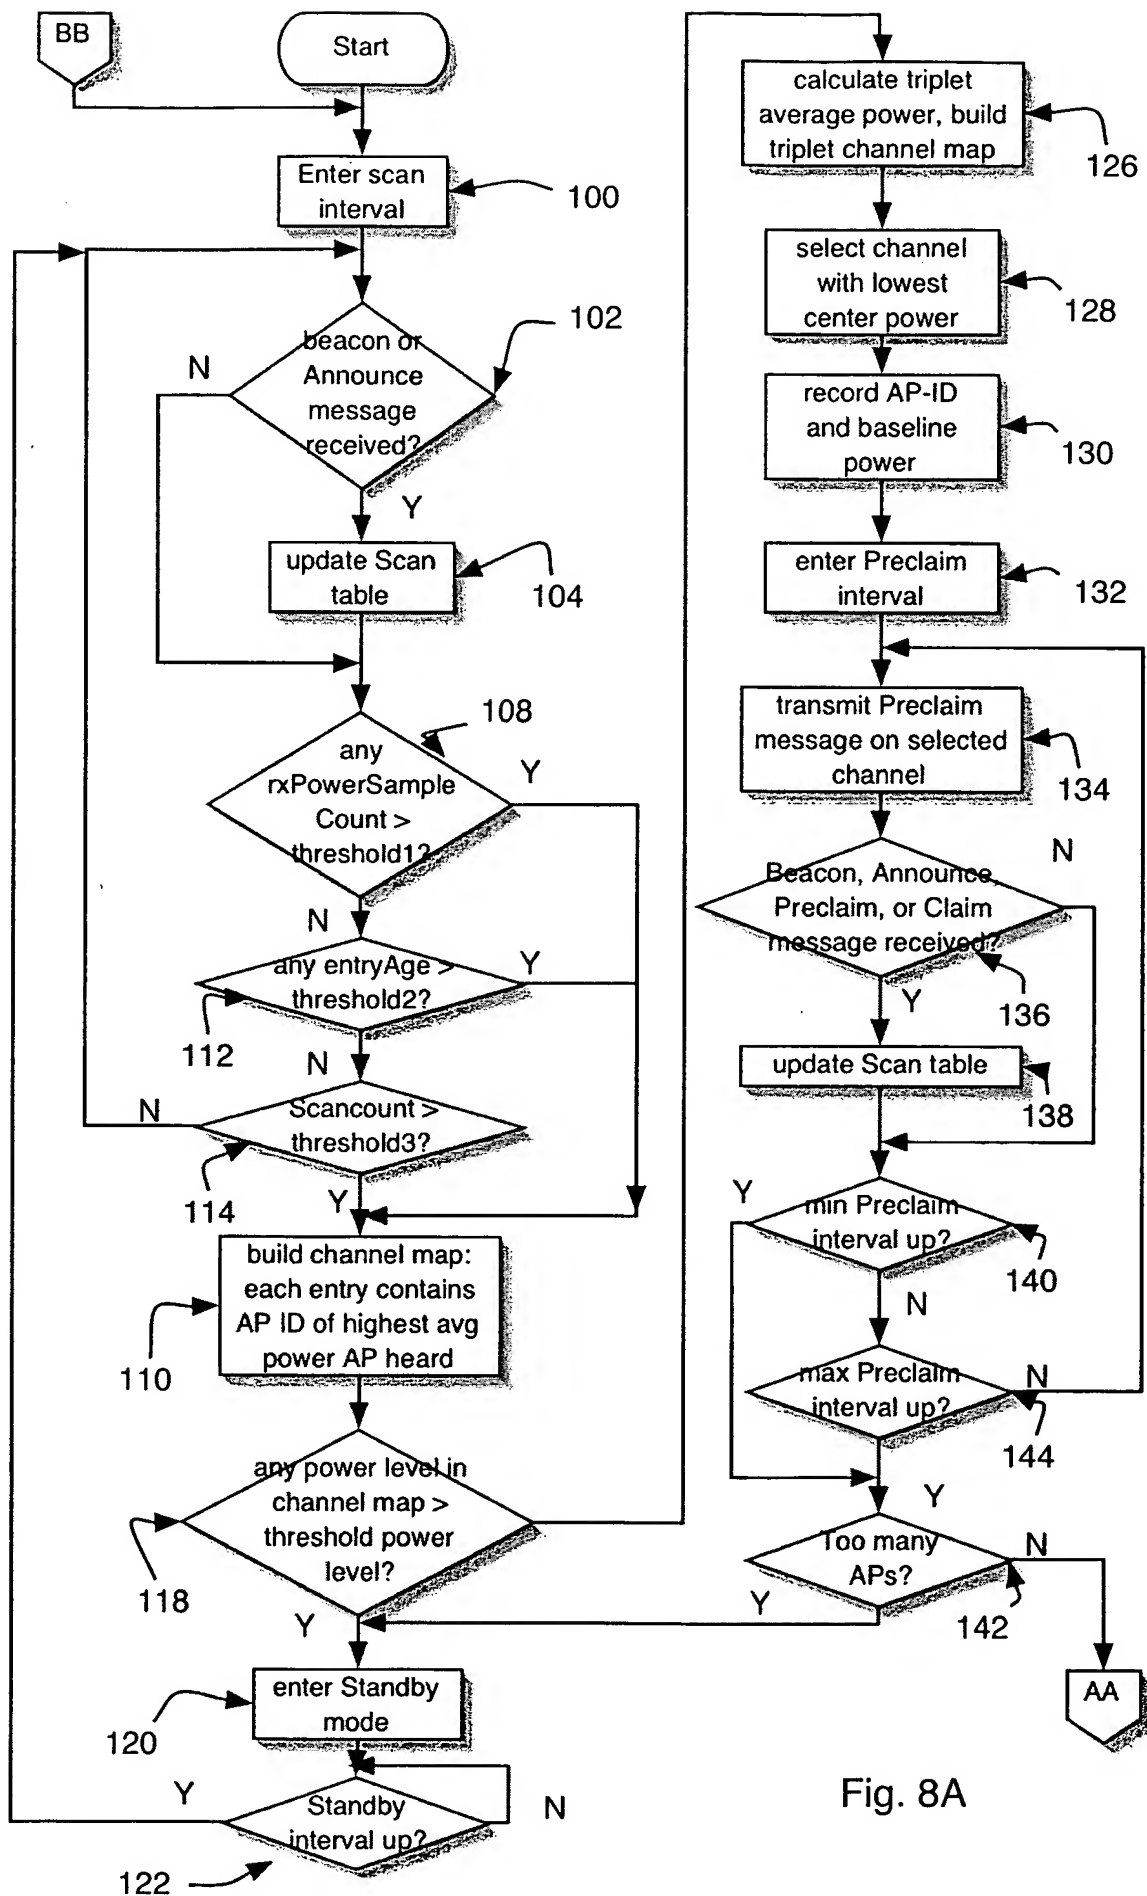 BB
Start
Enter scan
interval
100
beacon or
Announce
message
received?
102
N
Y
update Scan
table
104
any
rxPowerSample
Count >
threshold1?
108
Y
N
any entryAge >
threshold2?
Y
112
N
Scancount >
threshold3?
N
114
Y
build channel map:
each entry contains
AP ID of highest avg
power AP heard
110
any power level in
channel map >
threshold power
level?
118
Y
enter Standby
mode
120
Standby
interval up?
Y
N
122
calculate triplet
average power, build
triplet channel map
126
select channel
with lowest
center power
128
record AP-ID
and baseline
power
130
enter Preclaim
interval
132
transmit Preclaim
message on selected
channel
134
Beacon, Announce,
Preclaim, or Claim
message received?
N
136
Y
update Scan table
138
min Preclaim
interval up?
Y
140
N
max Preclaim
interval up?
N
144
Y
Too many
APs?
N
Y
142
AA
Fig. 8A